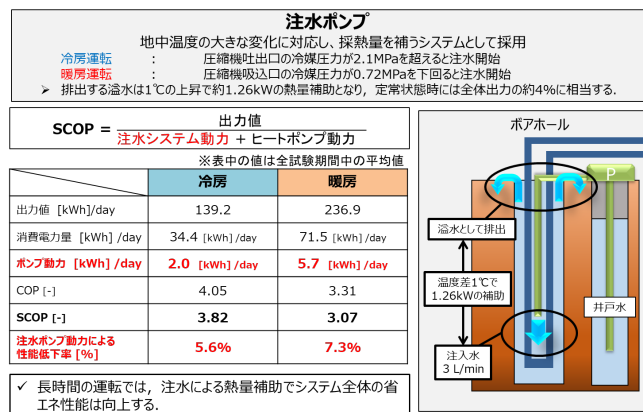 注水ポンプ
地中温度の大きな変化に対応し、採熱量を補うシステムとして採用
冷房運転 : 圧縮機吐出口の冷媒圧力が2.1MPaを超えると注水開始
暖房運転 : 圧縮機吸込口の冷媒圧力が0.72MPaを下回ると注水開始
➤ 排出する溢水は1℃の上昇で約1.26kWの熱量補助となり，定常状態時には全体出力の約4%に相当する.
SCOP = 出力値
注水システム動力 + ヒートポンプ動力
※表中の値は全試験期間中の平均値
冷房 暖房
出力値 [kWh]/day 139.2 236.9
消費電力量 [kWh] /day 34.4 [kWh] /day 71.5 [kWh] /day
ポンプ動力 [kWh] /day 2.0 [kWh] /day 5.7 [kWh] /day
COP [-] 4.05 3.31
SCOP [-] 3.82 3.07
注水ポンプ動力による
性能低下率 [%] 5.6% 7.3%
✓ 長時間の運転では，注水による熱量補助でシステム全体の省
エネ性能は向上する.
ボアホール
P
溢水として排出
温度差1℃で
1.26kWの補助
井戸水
注入水
3 L/min